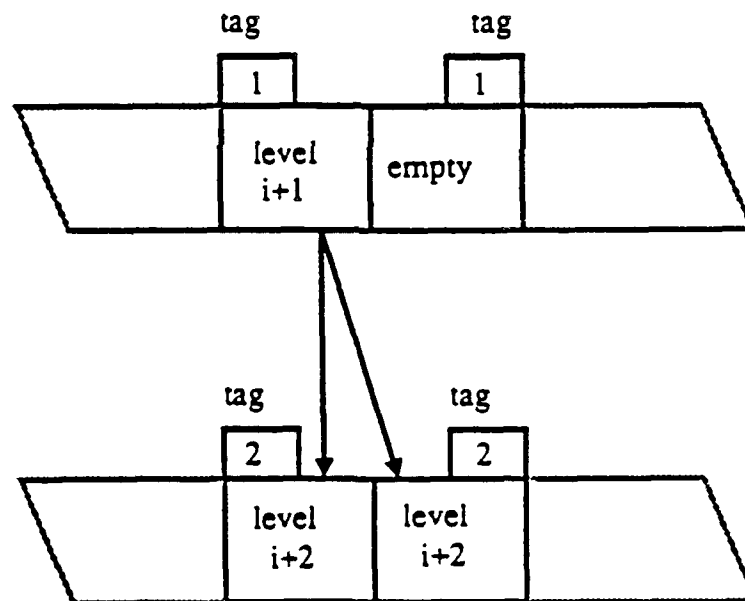 tag tag
1 1
level
i+1
empty
tag tag
2 2
level level
i+2 i+2